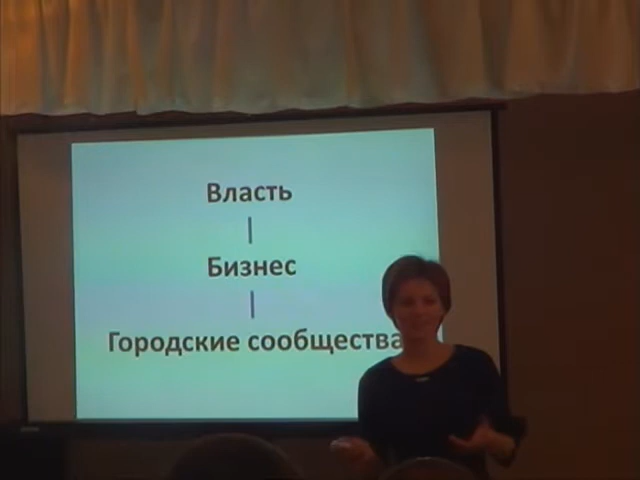 Власть
|
Бизнес
|
Городские сообщества